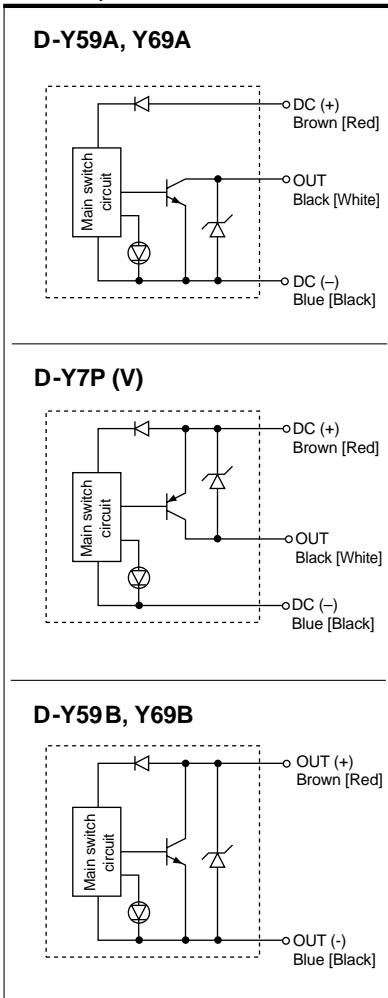 D-Y59A, Y69A
DC (+)
Brown [Red]
Main switch
circuit
OUT
Black [White]
DC (–)
Blue [Black]
D-Y7P (V)
DC (+)
Brown [Red]
Main switch
circuit
OUT
Black [White]
DC (–)
Blue [Black]
D-Y59B, Y69B
OUT (+)
Brown [Red]
Main switch
circuit
OUT (-)
Blue [Black]